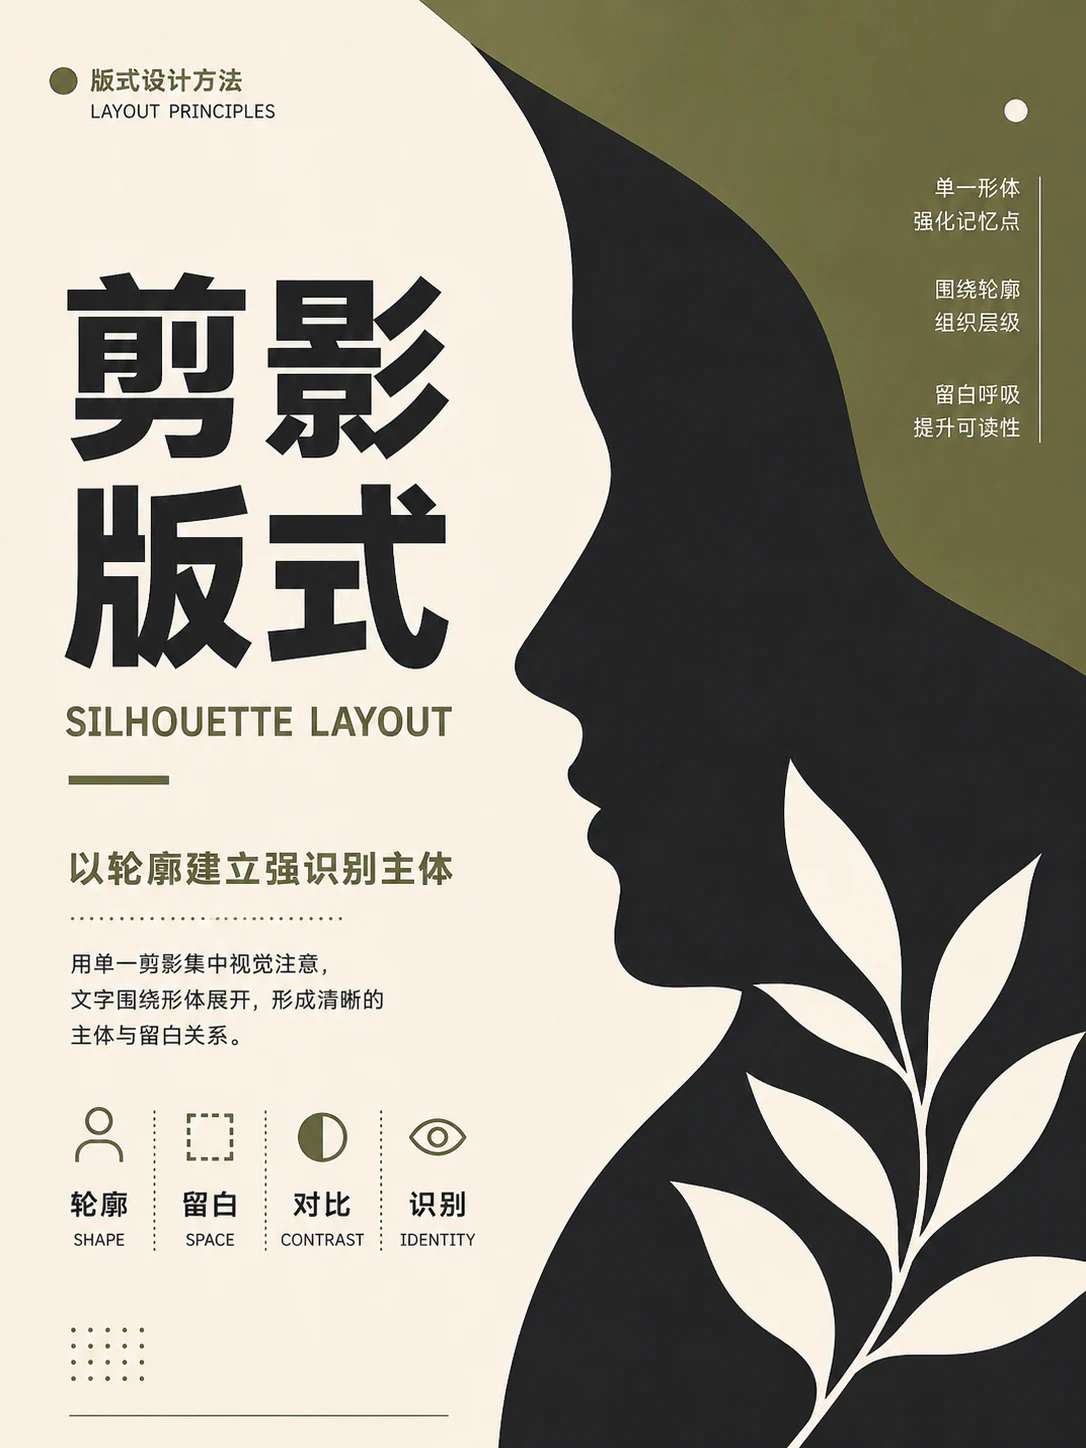 版式设计方法
LAYOUT PRINCIPLES
单一形体
强化记忆点
围绕轮廓
组织层级
留白呼吸
提升可读性
剪影
版式
SILHOUETTE LAYOUT
以轮廓建立强识别主体
用单一剪影集中视觉注意，
文字围绕形体展开，形成清晰的
主体与留白关系。
轮廓
SHAPE
留白
SPACE
对比
CONTRAST
识别
IDENTITY